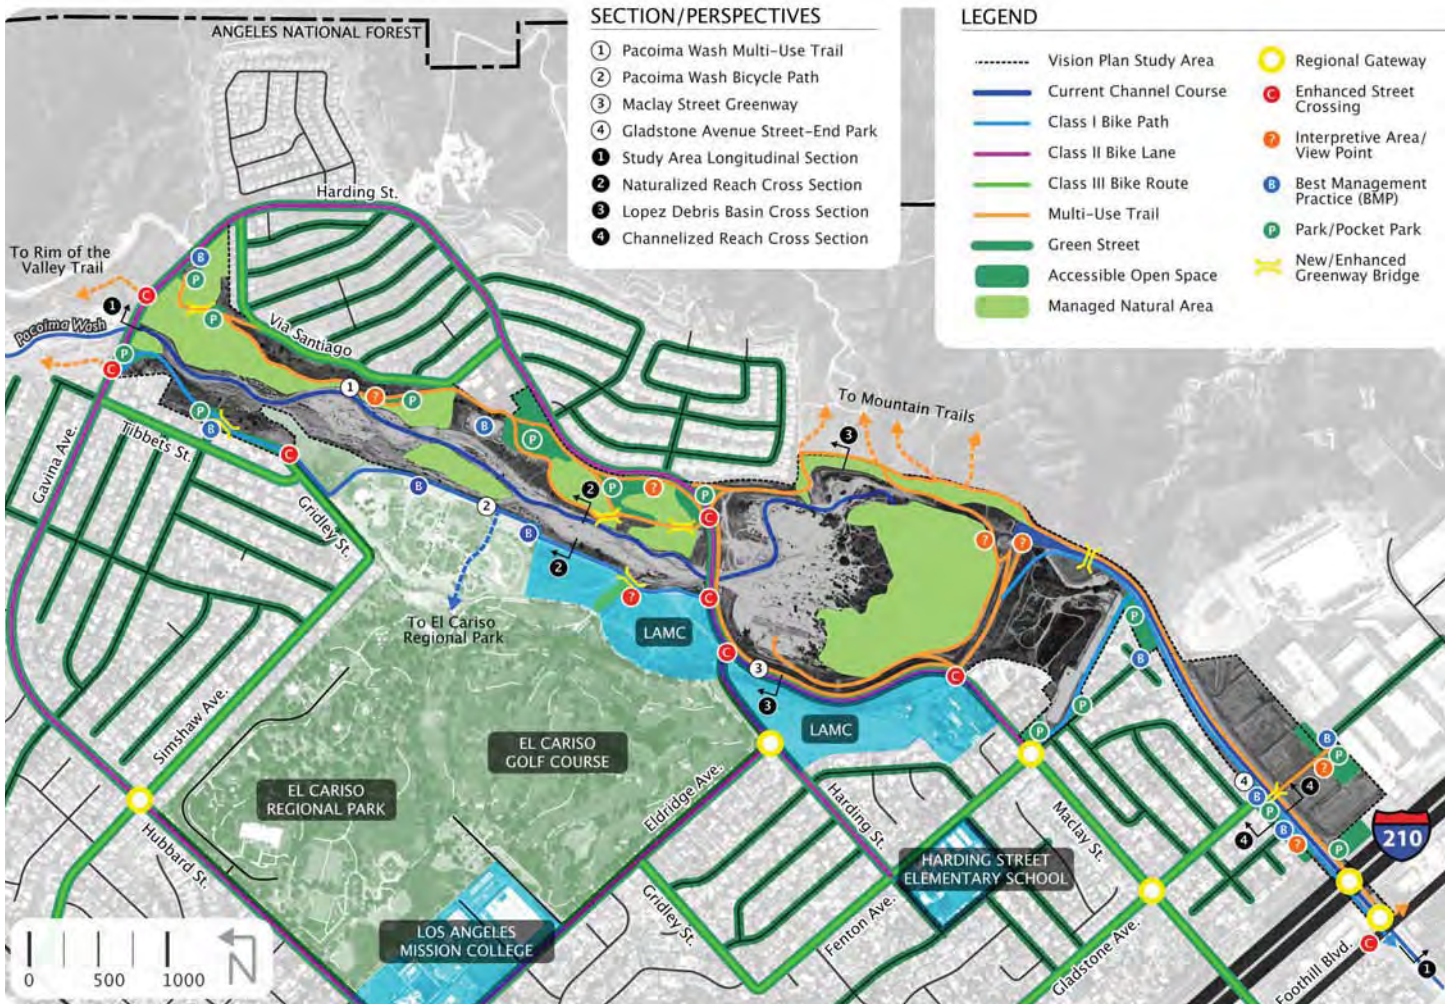 ANGELES NATIONAL FOREST
SECTION/PERSPECTIVES
1 Pacoima Wash Multi-Use Trail
2 Pacoima Wash Bicycle Path
3 Maclay Street Greenway
4 Gladstone Avenue Street-End Park
1 Study Area Longitudinal Section
2 Naturalized Reach Cross Section
3 Lopez Debris Basin Cross Section
4 Channelized Reach Cross Section
LEGEND
Vision Plan Study Area
Current Channel Course
Class I Bike Path
Class II Bike Lane
Class III Bike Route
Multi-Use Trail
Green Street
Accessible Open Space
Managed Natural Area
Regional Gateway
C Enhanced Street
Crossing
? Interpretive Area/
View Point
B Best Management
Practice (BMP)
P Park/Pocket Park
New/Enhanced
Greenway Bridge
Harding St.
To Rim of the
Valley Trail
Pacoima Wash
Via Santiago
To Mountain Trails
Tibbets St.
Gavina Ave.
Gridley St.
To El Cariso
Regional Park
LAMC
LAMC
Simshaw Ave.
EL CARISO
GOLF COURSE
EL CARISO
REGIONAL PARK
Eldridge Ave.
Harding St.
Maclay St.
Hubbard St.
HARDING STREET
ELEMENTARY SCHOOL
210
Gridley St.
Fenton Ave.
Gladstone Ave.
Foothill Blvd.
LOS ANGELES
MISSION COLLEGE
0 500 1000
N